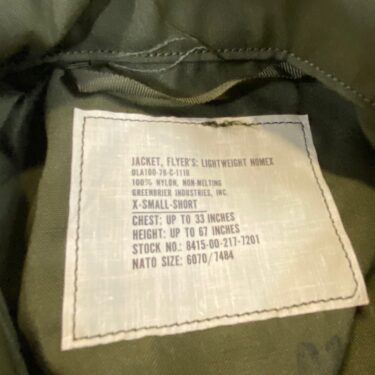 JACKET, FLYER'S: LIGHTWEIGHT NOMEX
DLA100-78-C-1110
100% NYLON, NON-MELTING
GREENBRIER INDUSTRIES, INC.
X-SMALL-SHORT
CHEST: UP TO 33 INCHES
HEIGHT: UP TO 67 INCHES
STOCK NO.: 8415-00-217-7201
NATO SIZE: 6070/7484